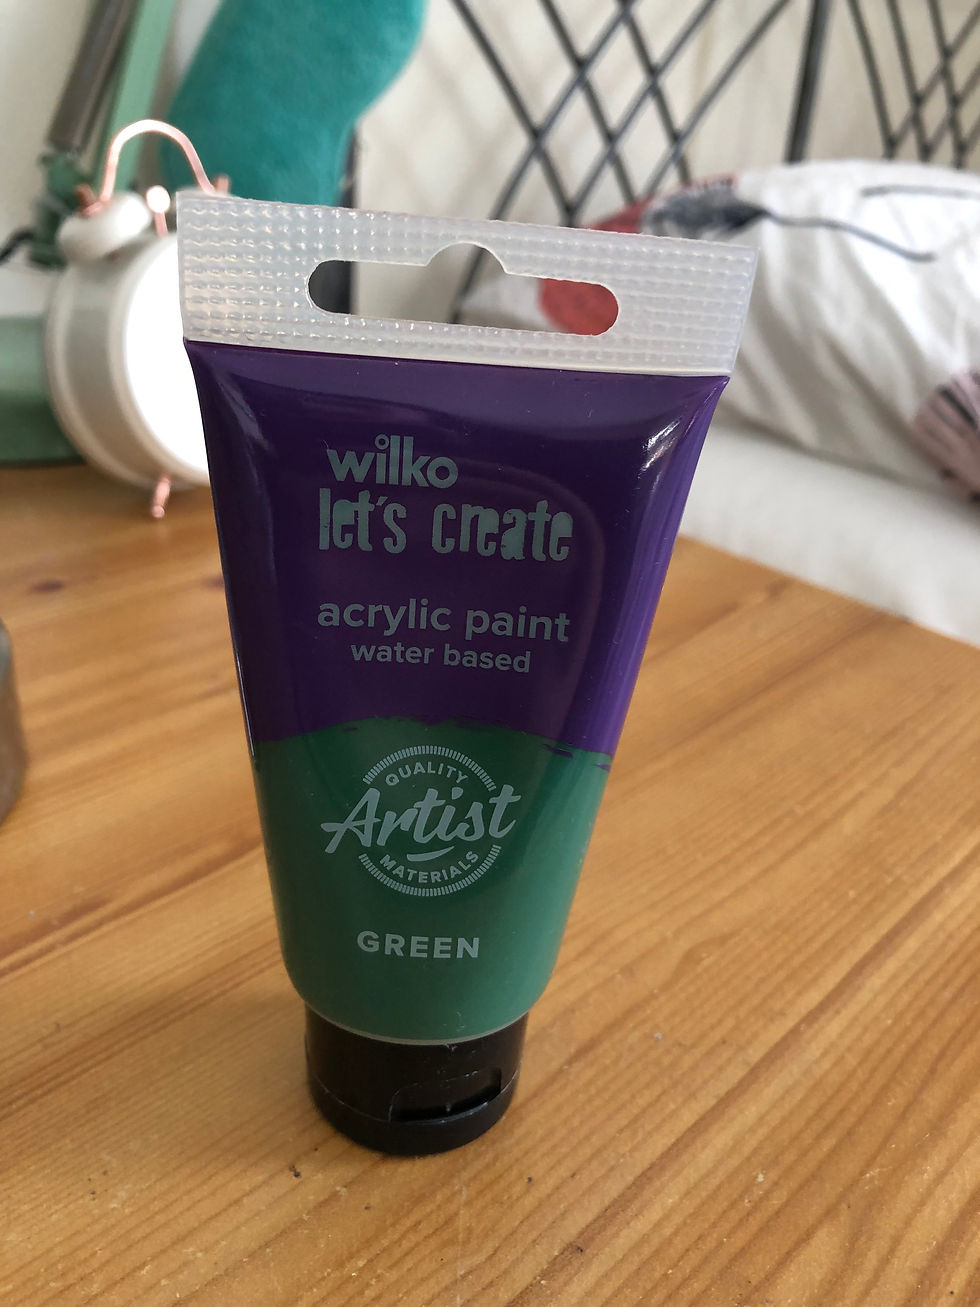 wilko
let's create
acrylic paint
water based
QUALITY
Artist
MATERIALS
GREEN